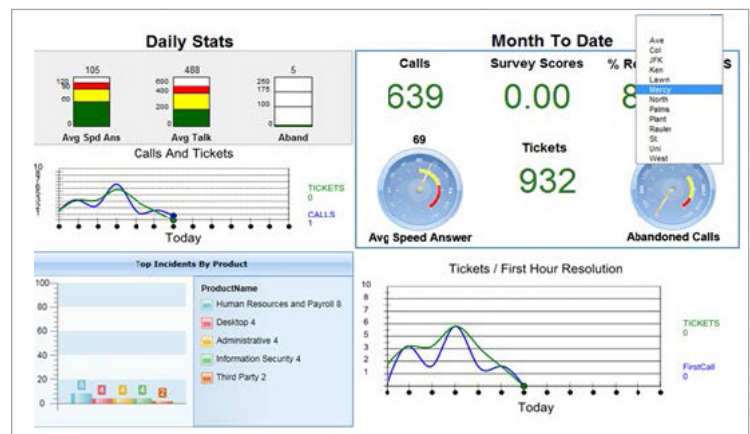 Daily Stats
105
488
5
120
90
60
0
600
400
200
0
250
175
100
0
Avg Spd Ans
Avg Talk
Aband
Calls And Tickets
10
TICKETS
0
CALLS
1
Today
Month To Date
Calls
Survey Scores
% R
S
639
0.00
8
69
Tickets
932
Avg Speed Answer
Abandoned Calls
Ave
Col
JFK
Ken
Lawn
Mercy
North
Palms
Plant
Rauler
St.
Uni
West
Top Incidents By Product
100
80
60
40
20
0
8
4
4
4
2
ProductName
Human Resources and Payroll 8
Desktop 4
Administrative 4
Information Security 4
Third Party 2
Tickets / First Hour Resolution
10
8
7
6
5
3
2
1
TICKETS
0
FirstCall
0
Today